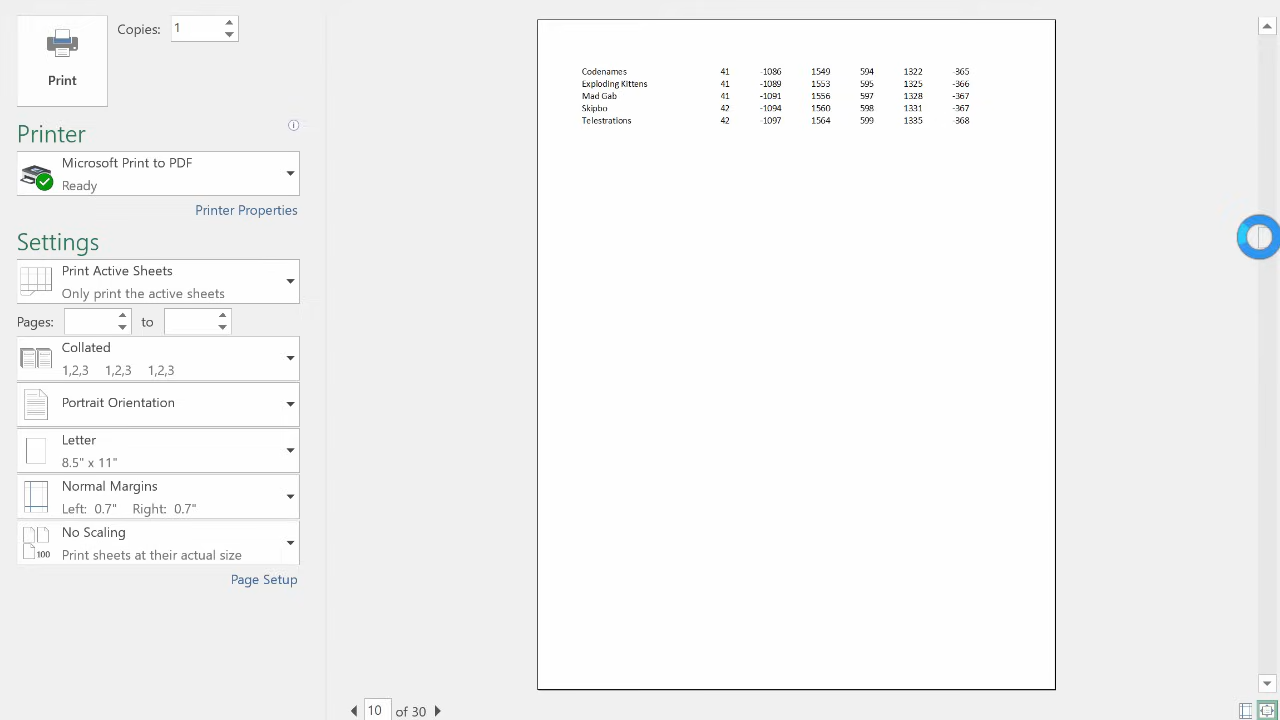 Print
Copies: 1
Printer
Microsoft Print to PDF
Ready
Printer Properties
Settings
Print Active Sheets
Only print the active sheets
Pages: to
Collated
1,2,3 1,2,3 1,2,3
Portrait Orientation
Letter
8.5" x 11"
Normal Margins
Left: 0.7" Right: 0.7"
No Scaling
100
Print sheets at their actual size
Page Setup
Codenames 41 -1086 1549 594 1322 -365
Exploding Kittens 41 -1089 1553 595 1325 -366
Mad Gab 41 -1091 1556 597 1328 -367
Skipbo 42 -1094 1560 598 1331 -367
Telestrations 42 -1097 1564 599 1335 -368
10 of 30